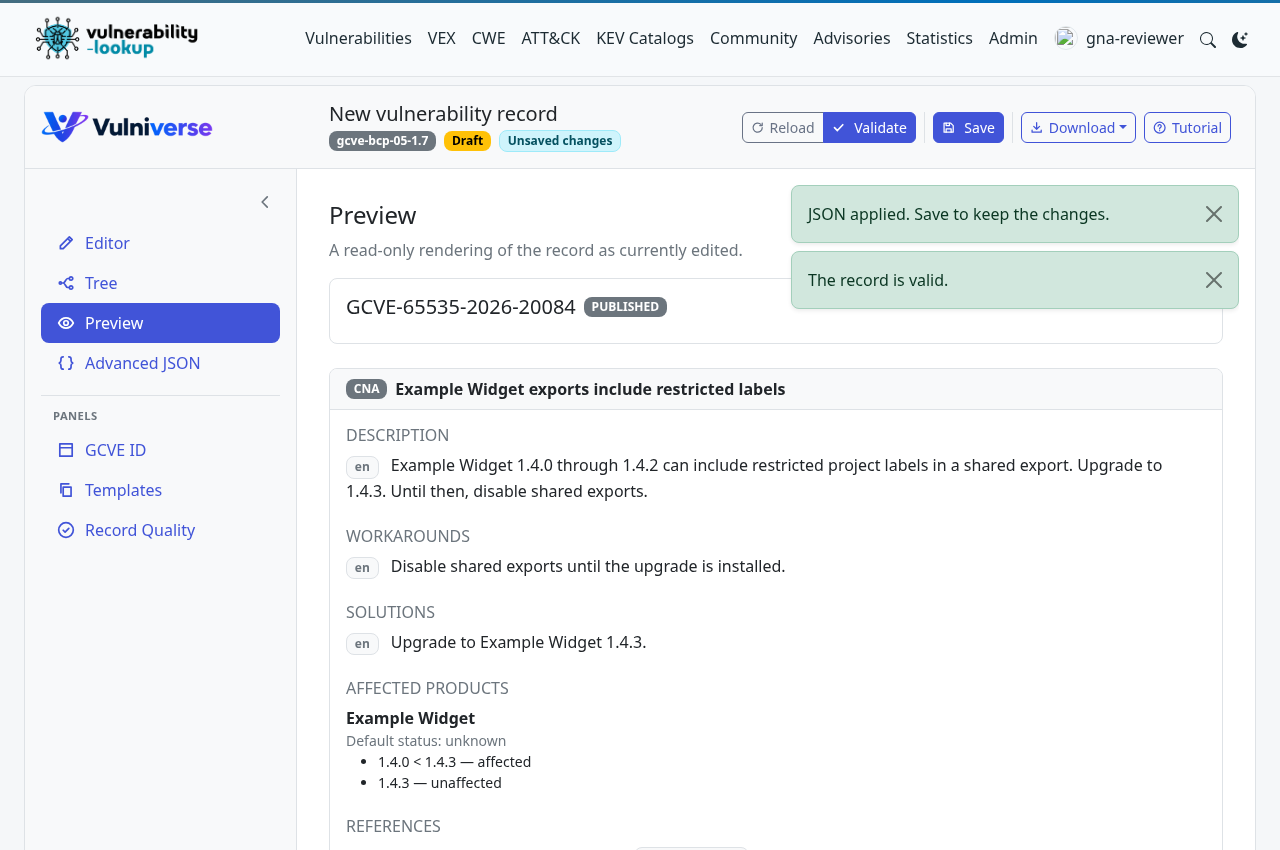 vulnerability
-lookup
Vulnerabilities VEX CWE ATT&CK KEV Catalogs Community Advisories Statistics Admin gna-reviewer
Vulniverse
New vulnerability record
gcve-bcp-05-1.7 Draft Unsaved changes
Reload Validate Save Download Tutorial
Editor
Tree
Preview
Advanced JSON
PANELS
GCVE ID
Templates
Record Quality
Preview
A read-only rendering of the record as currently edited.
JSON applied. Save to keep the changes.
The record is valid.
GCVE-65535-2026-20084 PUBLISHED
CNA Example Widget exports include restricted labels
DESCRIPTION
en Example Widget 1.4.0 through 1.4.2 can include restricted project labels in a shared export. Upgrade to
1.4.3. Until then, disable shared exports.
WORKAROUNDS
en Disable shared exports until the upgrade is installed.
SOLUTIONS
en Upgrade to Example Widget 1.4.3.
AFFECTED PRODUCTS
Example Widget
Default status: unknown
• 1.4.0 < 1.4.3 — affected
• 1.4.3 — unaffected
REFERENCES